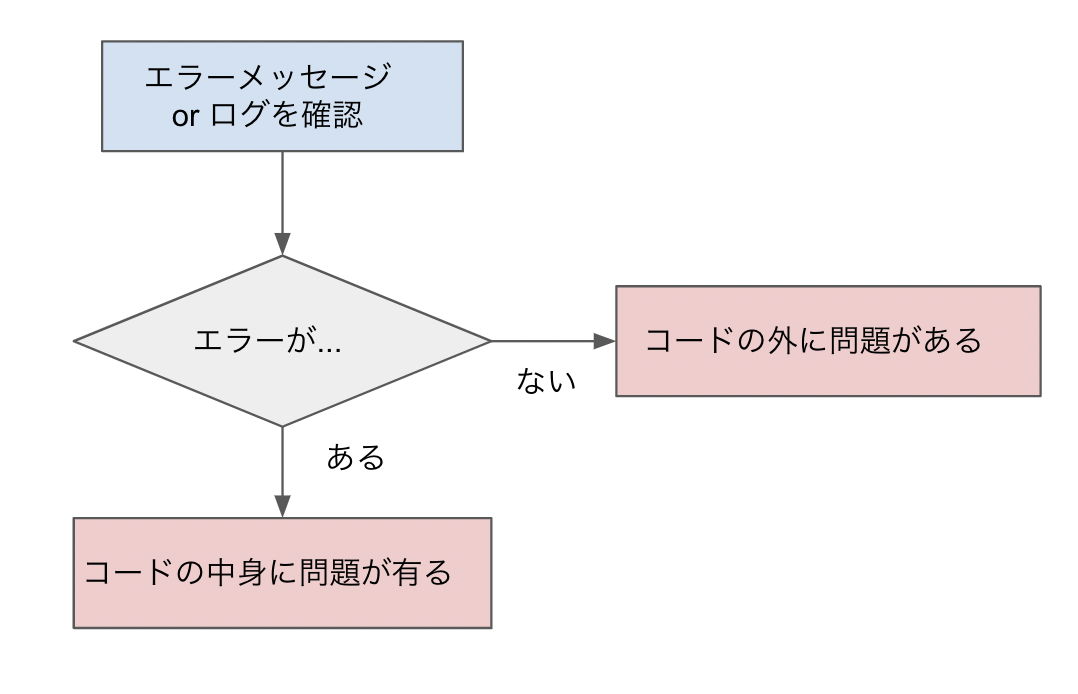 エラーメッセージ
or ログを確認
エラーが...
ない
コードの外に問題がある
ある
コードの中身に問題が有る